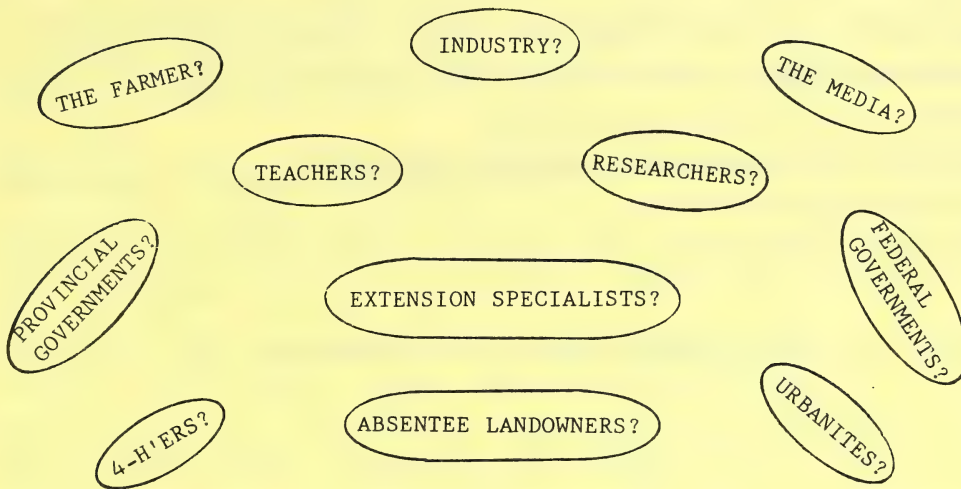 INDUSTRY?
THE FARMER?
THE MEDIA?
TEACHERS?
RESEARCHERS?
PROVINCIAL
GOVERNMENTS?
EXTENSION SPECIALISTS?
FEDERAL
GOVERNMENTS?
4-H'ERS?
ABSENTEE LANDOWNERS?
URBANITES?